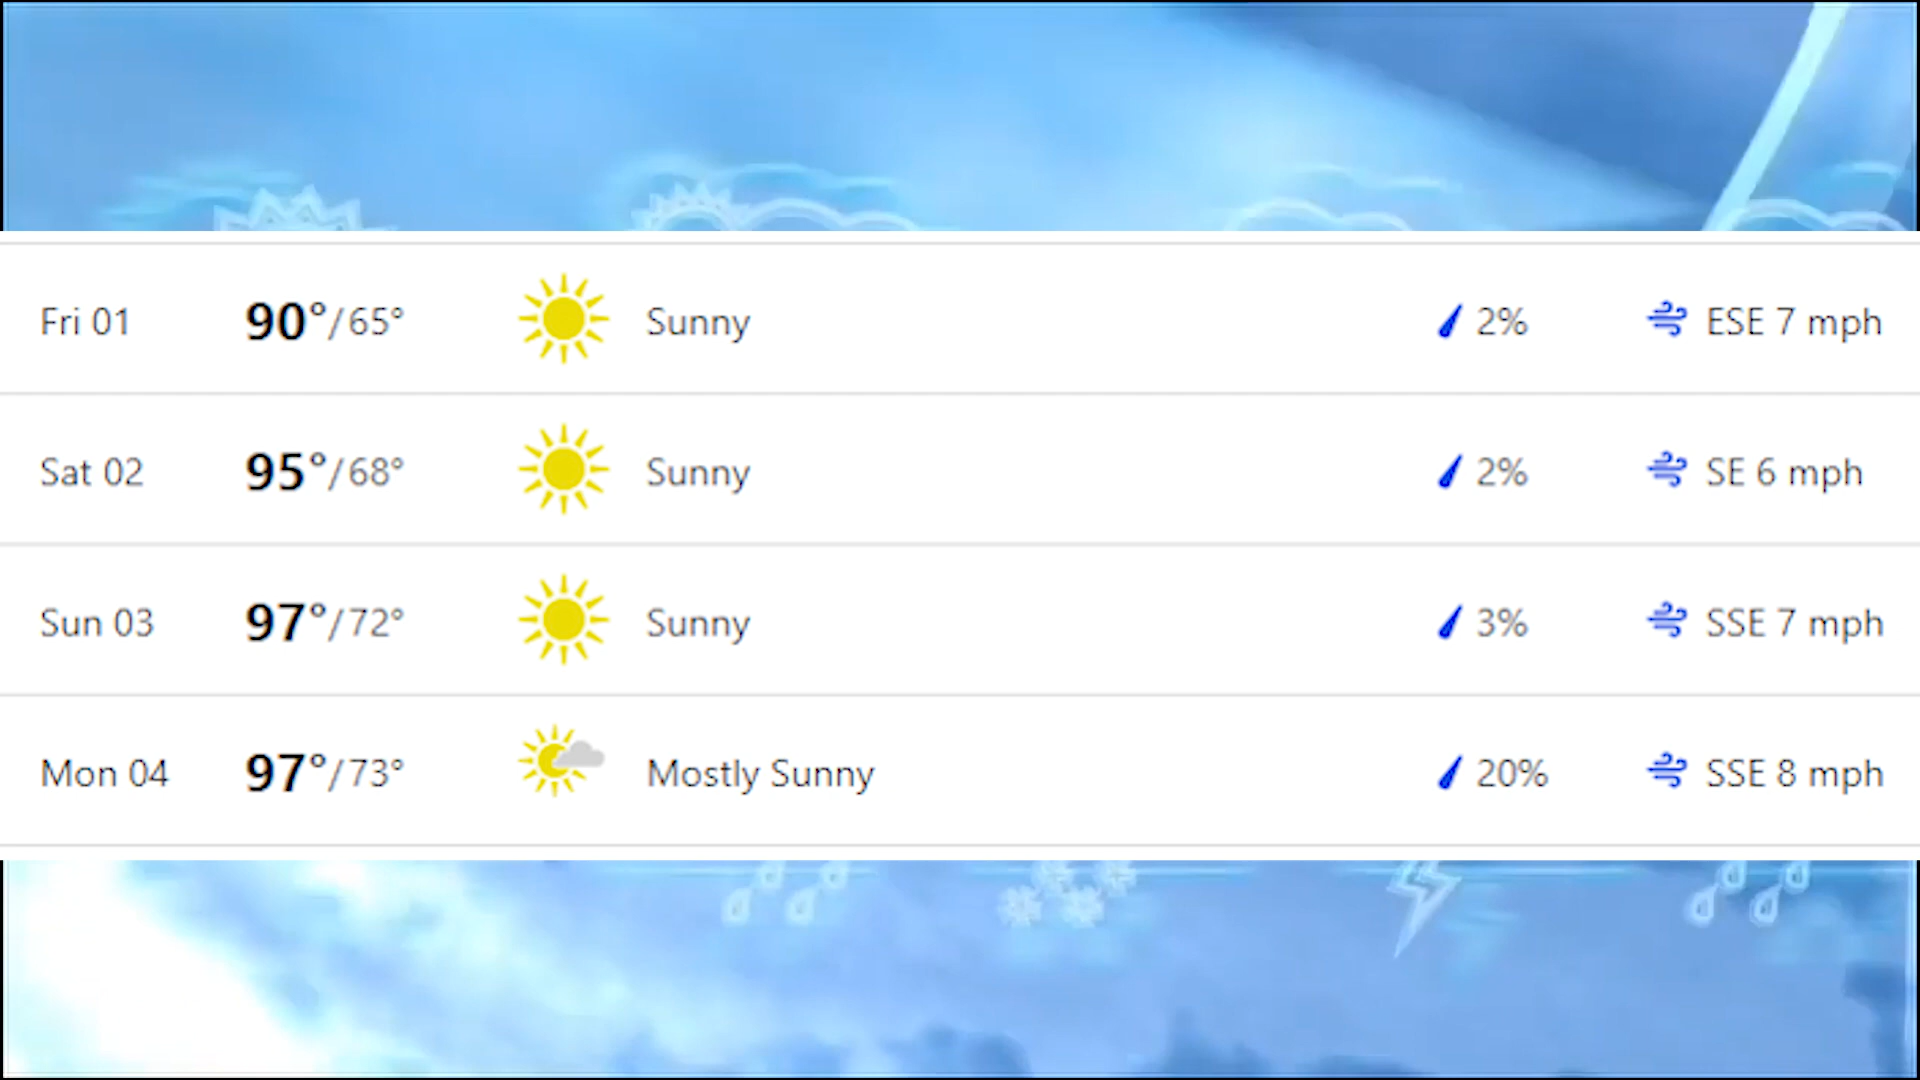 Fri 01 90°/65° Sunny 2% ESE 7 mph
Sat 02 95°/68° Sunny 2% SE 6 mph
Sun 03 97°/72° Sunny 3% SSE 7 mph
Mon 04 97°/73° Mostly Sunny 20% SSE 8 mph